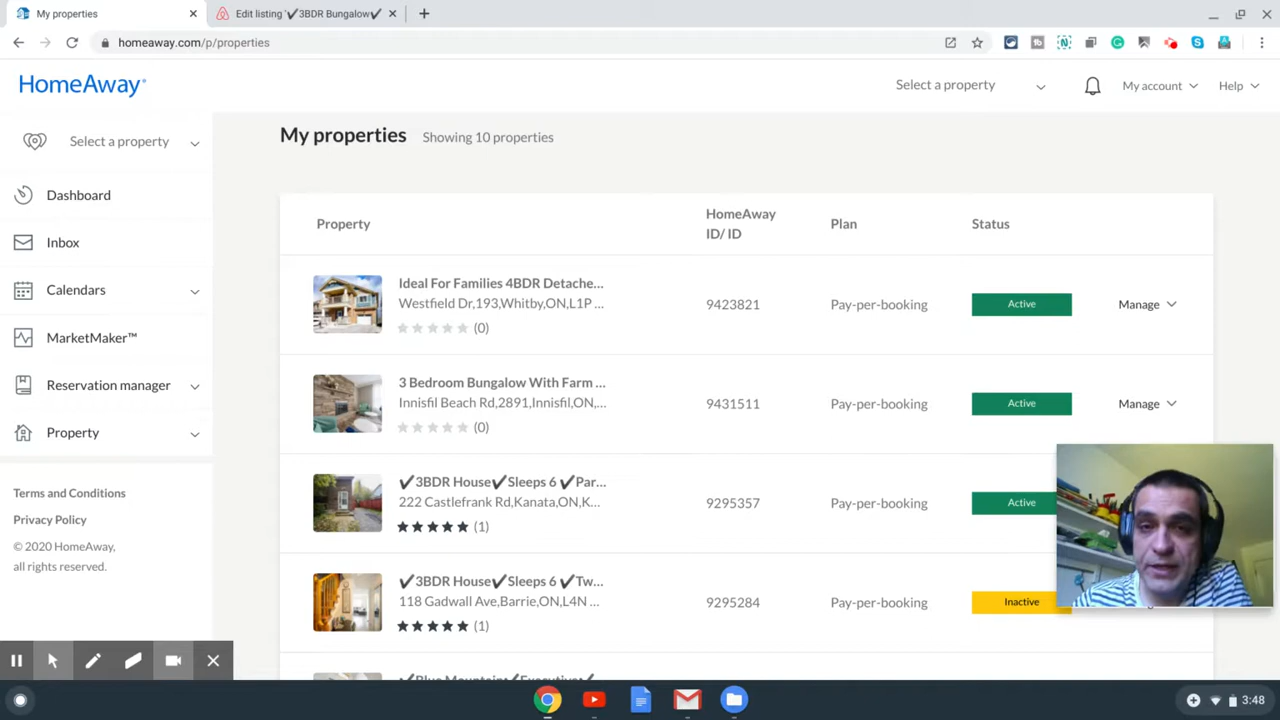 My properties
Edit listing '✔3BDR Bungalow✔
homeaway.com/p/properties
HomeAway®
Select a property
My account
Help
Select a property
Dashboard
Inbox
Calendars
MarketMaker™
Reservation manager
Property
Terms and Conditions
Privacy Policy
© 2020 HomeAway,
all rights reserved.
My properties
Showing 10 properties
Property
HomeAway
ID/ ID
Plan
Status
Ideal For Families 4BDR Detache...
Westfield Dr,193,Whitby,ON,L1P ...
(0)
9423821
Pay-per-booking
Active
Manage
3 Bedroom Bungalow With Farm ...
Innisfil Beach Rd,2891,Innisfil,ON,...
(0)
9431511
Pay-per-booking
Active
Manage
✔3BDR House✔Sleeps 6 ✔Par...
222 Castlefrank Rd,Kanata,ON,K...
(1)
9295357
Pay-per-booking
Active
✔3BDR House✔Sleeps 6 ✔Tw...
118 Gadwall Ave,Barrie,ON,L4N ...
(1)
9295284
Pay-per-booking
Inactive
✔Blue Mountain✔Executive✔
3:48